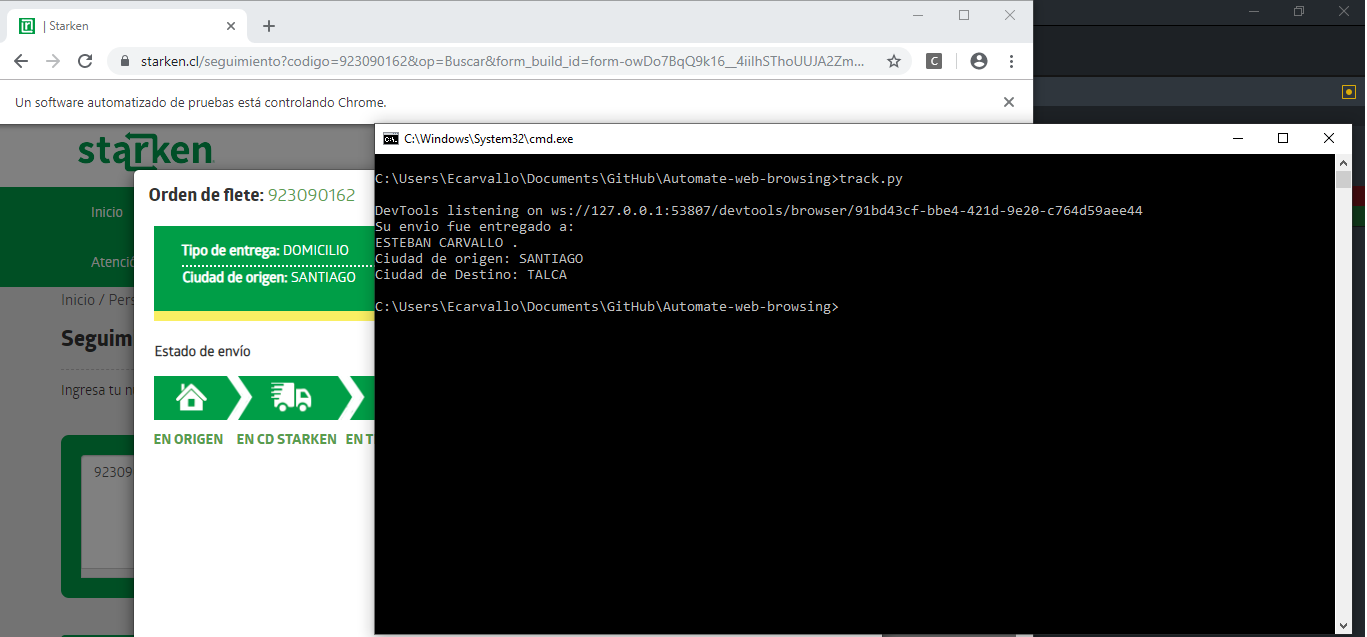 | Starken
starken.cl/seguimiento?codigo=923090162&op=Buscar&form_build_id=form-owDo7BqQ9k16__4iilhSThoUUJA2Zm...
C
Un software automatizado de pruebas está controlando Chrome.
starken
C:\Windows\System32\cmd.exe
Orden de flete: 923090162
Inicio
Tipo de entrega: DOMICILIO
Atenció
Ciudad de origen: SANTIAGO
Inicio / Pers
Seguim
Estado de envío
Ingresa tu n
EN ORIGEN EN CD STARKEN EN T
92309
C:\Users\Ecarvallo\Documents\GitHub\Automate-web-browsing>track.py
DevTools listening on ws://127.0.0.1:53807/devtools/browser/91bd43cf-bbe4-421d-9e20-c764d59aee44
Su envio fue entregado a:
ESTEBAN CARVALLO .
Ciudad de origen: SANTIAGO
Ciudad de Destino: TALCA
C:\Users\Ecarvallo\Documents\GitHub\Automate-web-browsing>